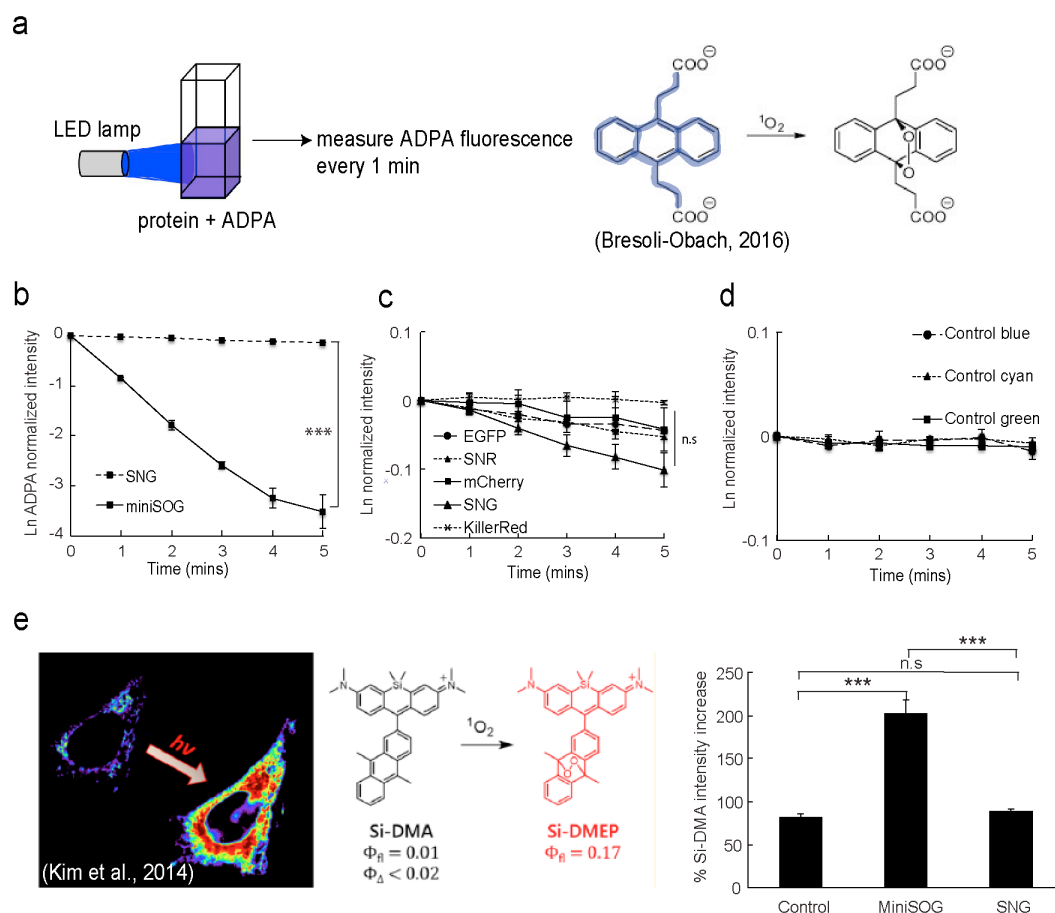 a
LED lamp
protein + ADPA
measure ADPA fluorescence
every 1 min
COO⊖
¹O₂
COO⊖
COO⊖
COO⊖
(Bresoli-Obach, 2016)
b
Ln ADPA normalized intensity
0
-1
-2
-3
-4
SNG
miniSOG
***
0 1 2 3 4 5
Time (mins)
c
Ln normalized intensity
0.1
0
-0.1
-0.2
EGFP
SNR
mCherry
SNG
KillerRed
n.s
x
0 1 2 3 4 5
Time (mins)
d
Ln normalized intensity
0.1
0
-0.1
Control blue
Control cyan
Control green
0 1 2 3 4 5
Time (mins)
e
hv
(Kim et al., 2014)
N Si N+
¹O₂
Si-DMA
Φfl = 0.01
ΦΔ < 0.02
N Si N+
O O
Si-DMEP
Φfl = 0.17
% Si-DMA intensity increase
250
200
150
100
50
0
***
n.s
***
Control MiniSOG SNG